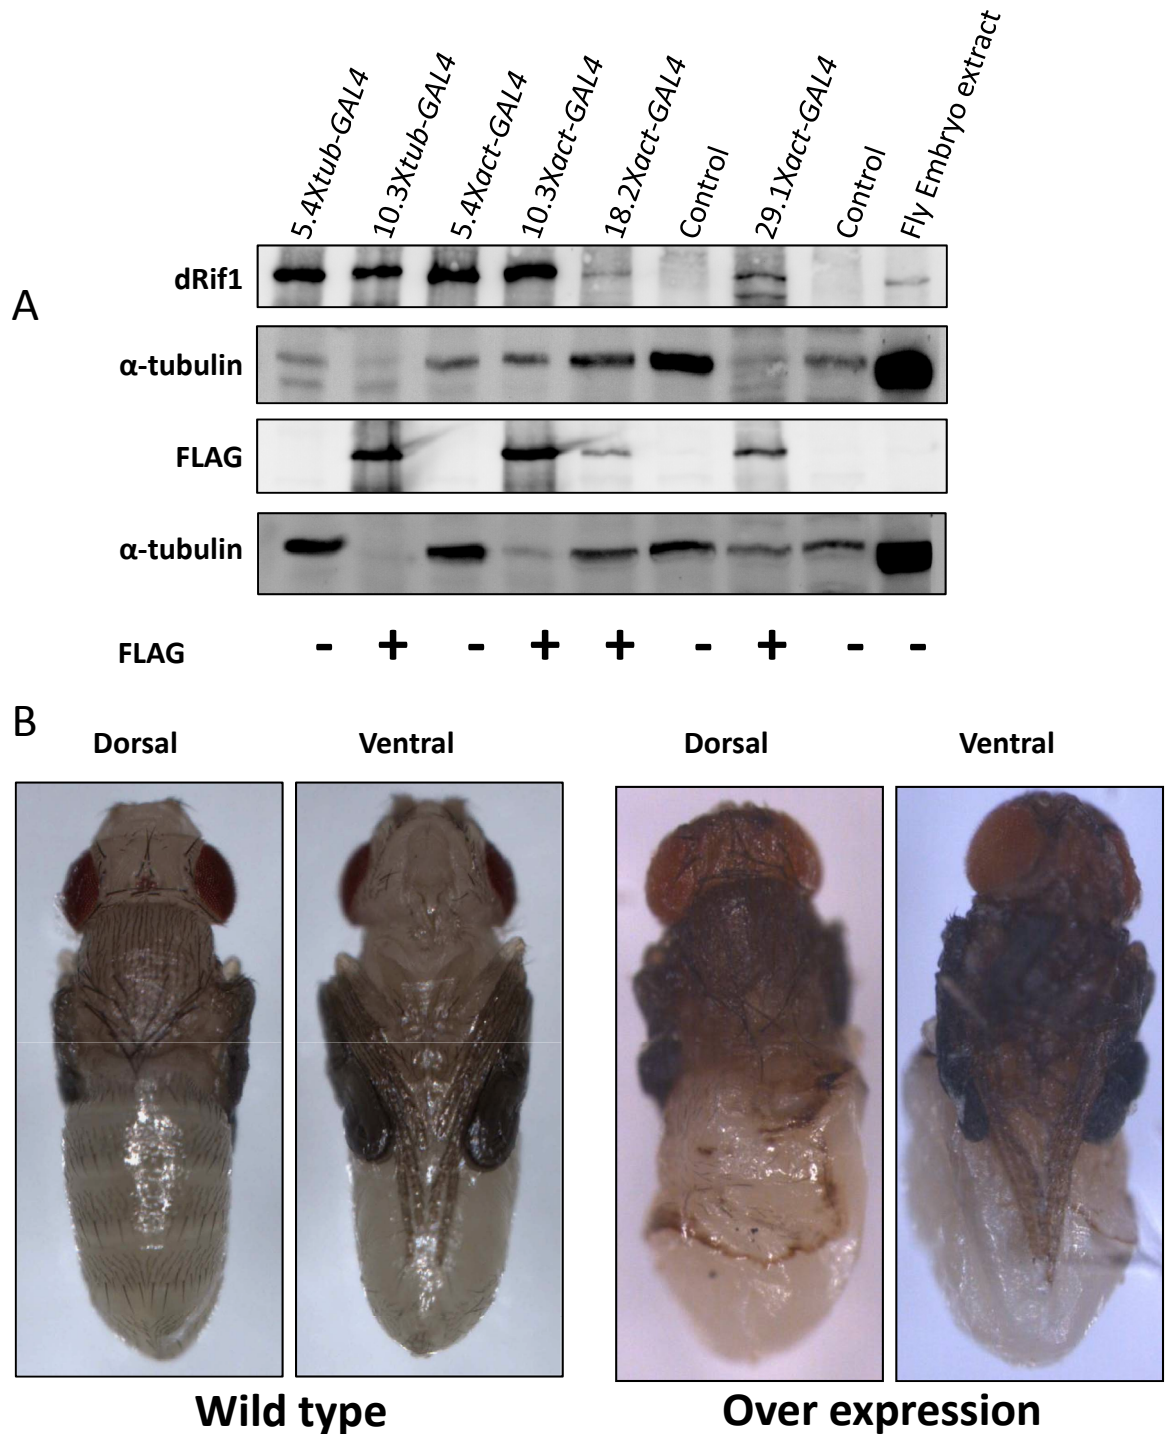 5.4Xtub-GAL4
10.3Xtub-GAL4
5.4Xact-GAL4
10.3Xact-GAL4
18.2Xact-GAL4
Control
29.1Xact-GAL4
Control
Fly Embryo extract
A
dRif1
α-tubulin
FLAG
α-tubulin
FLAG - + - + + - + - -
B
Dorsal Ventral Dorsal Ventral
Wild type Over expression